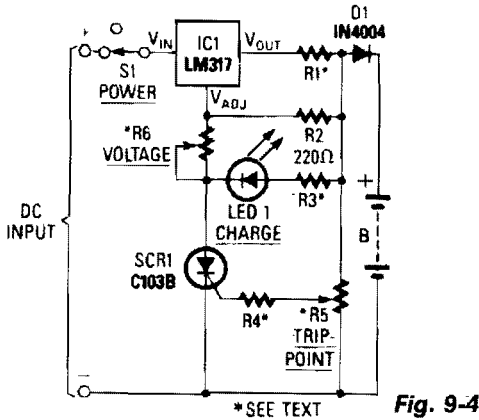 D1
IN4004
VIN
IC1
LM317
VOUT
R1*
S1
POWER
VADJ
*R6
VOLTAGE
R2
220Ω
R3*
LED 1
CHARGE
+
B
DC
INPUT
+
SCR1
C103B
R4*
*R5
TRIP-
POINT
−
*SEE TEXT
Fig. 9-4